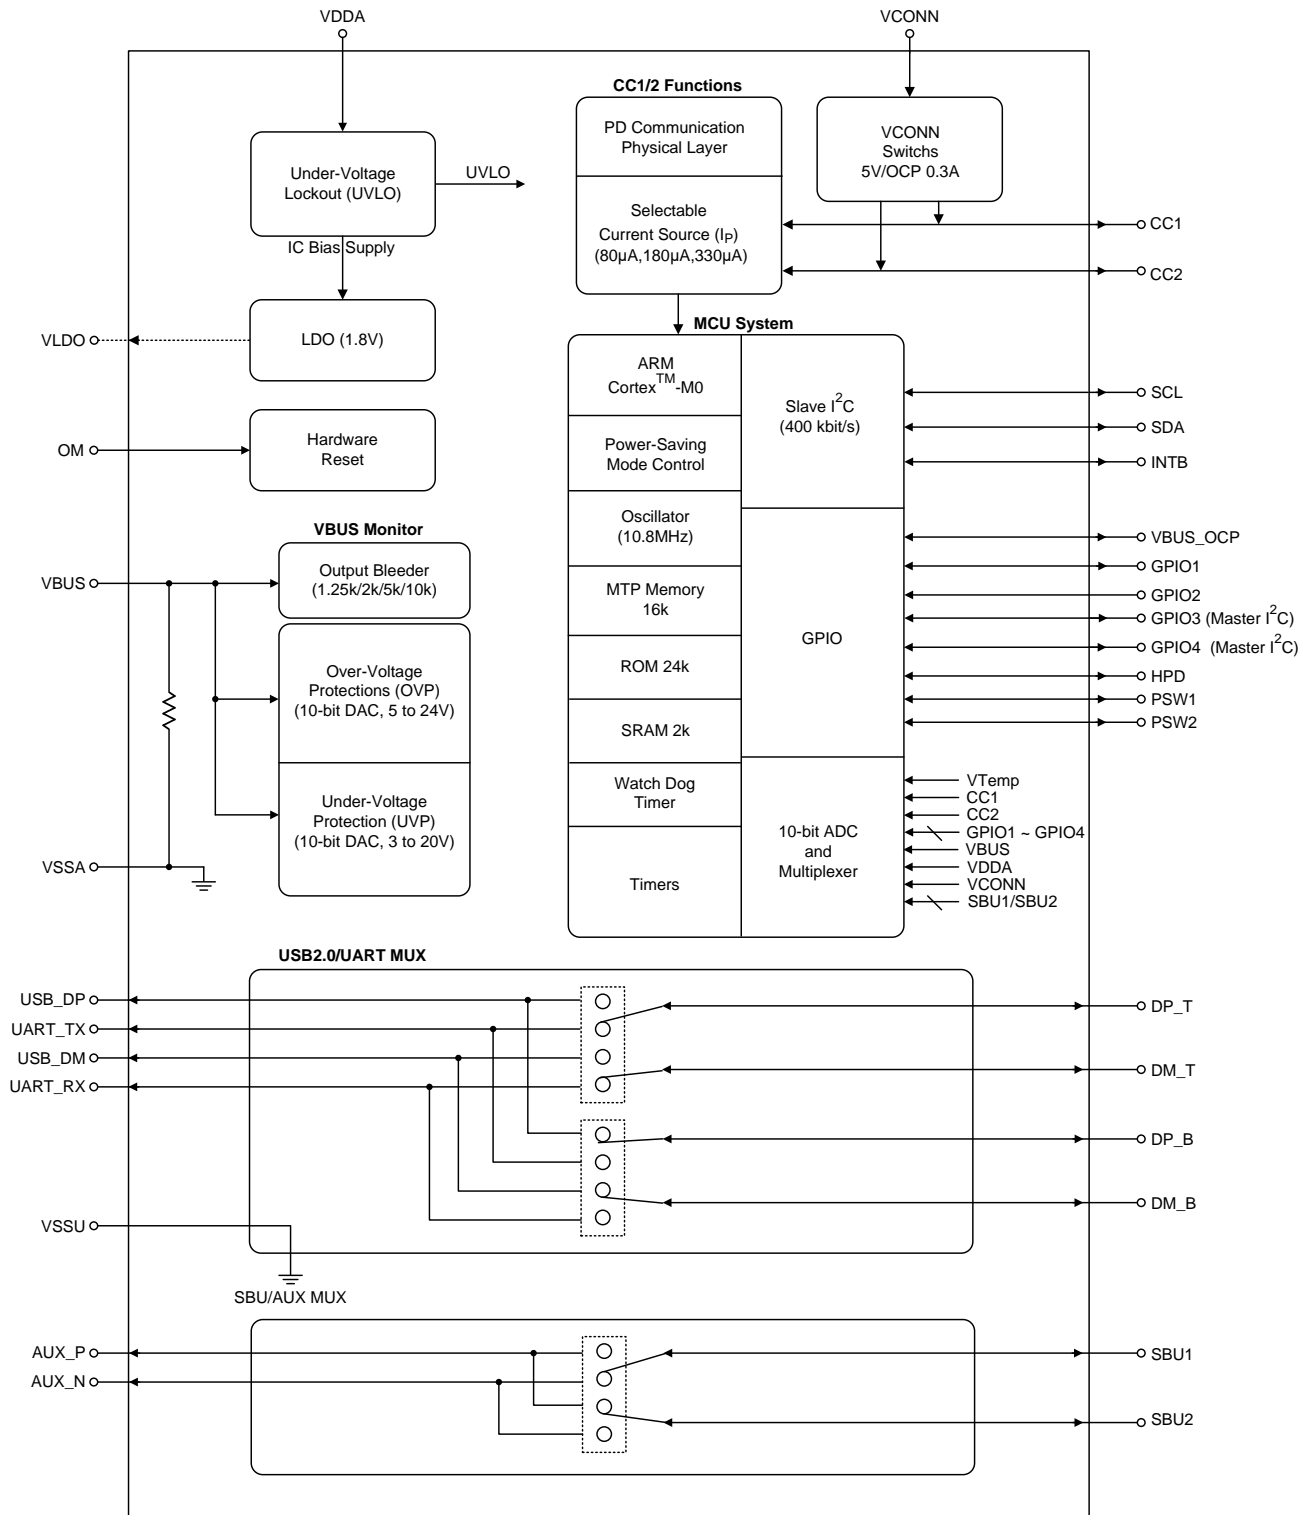 VDDA
VCONN
CC1/2 Functions
PD Communication
Physical Layer
Selectable
Current Source (IP)
(80µA,180µA,330µA)
VCONN
Switchs
5V/OCP 0.3A
Under-Voltage
Lockout (UVLO)
UVLO
IC Bias Supply
CC1
CC2
VLDO
LDO (1.8V)
MCU System
ARM
Cortex™-M0
Slave I²C
(400 kbit/s)
SCL
SDA
INTB
OM
Hardware
Reset
Power-Saving
Mode Control
Oscillator
(10.8MHz)
VBUS Monitor
VBUS
Output Bleeder
(1.25k/2k/5k/10k)
MTP Memory
16k
GPIO
VBUS_OCP
GPIO1
GPIO2
GPIO3 (Master I²C)
GPIO4 (Master I²C)
HPD
PSW1
PSW2
Over-Voltage
Protections (OVP)
(10-bit DAC, 5 to 24V)
ROM 24k
SRAM 2k
Under-Voltage
Protection (UVP)
(10-bit DAC, 3 to 20V)
Watch Dog
Timer
Timers
10-bit ADC
and
Multiplexer
VTemp
CC1
CC2
GPIO1 ~ GPIO4
VBUS
VDDA
VCONN
SBU1/SBU2
VSSA
USB2.0/UART MUX
USB_DP
UART_TX
USB_DM
UART_RX
DP_T
DM_T
DP_B
DM_B
VSSU
SBU/AUX MUX
AUX_P
AUX_N
SBU1
SBU2